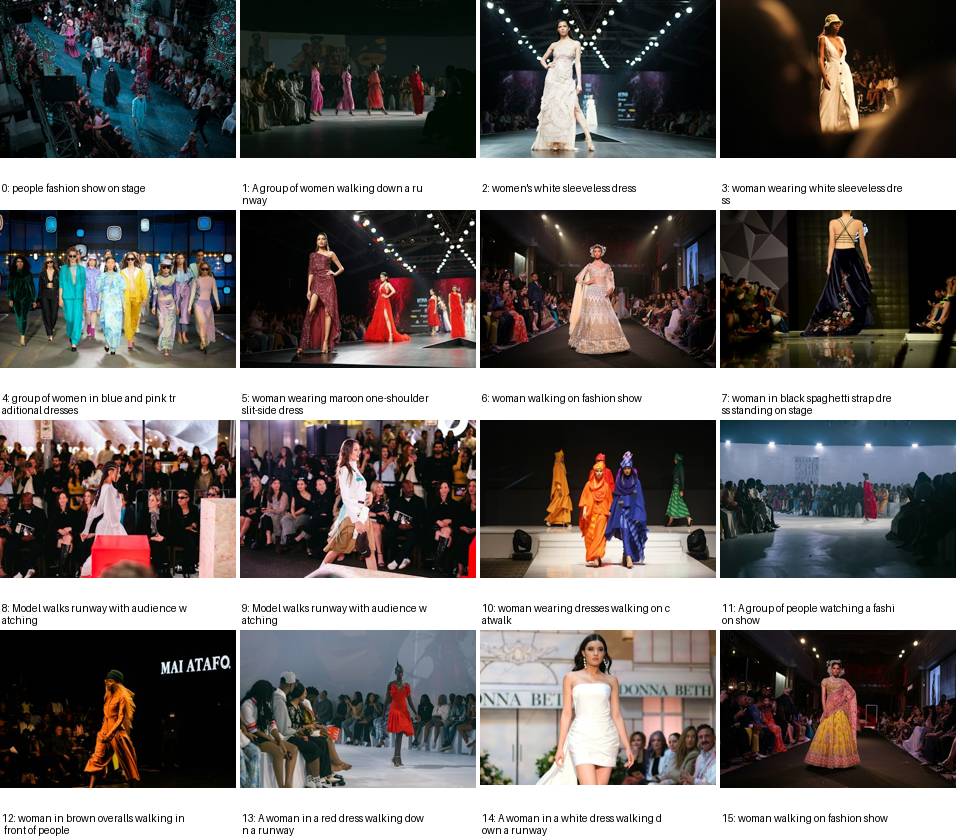 0: people fashion show on stage
1: A group of women walking down a ru
nway
2: women's white sleeveless dress
3: woman wearing white sleeveless dre
ss
4: group of women in blue and pink tr
aditional dresses
5: woman wearing maroon one-shoulder
slit-side dress
6: woman walking on fashion show
7: woman in black spaghetti strap dre
ss standing on stage
8: Model walks runway with audience w
atching
9: Model walks runway with audience w
atching
10: woman wearing dresses walking on c
atwalk
11: A group of people watching a fashi
on show
MAI ATAFO.
DONNA BETH
12: woman in brown overalls walking in
front of people
13: A woman in a red dress walking dow
n a runway
14: A woman in a white dress walking d
own a runway
15: woman walking on fashion show